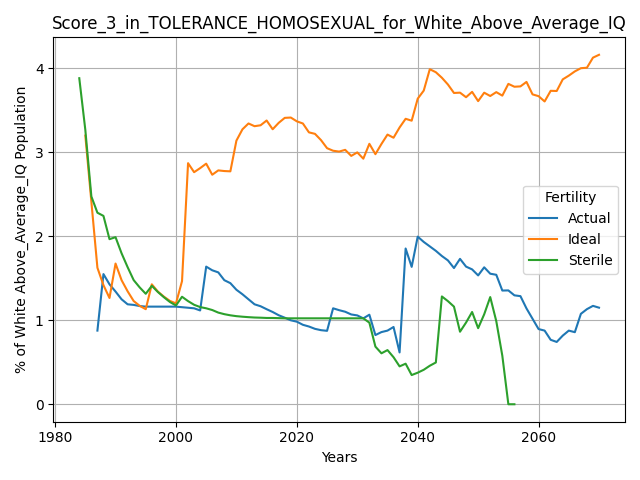 Score_3_in_TOLERANCE_HOMOSEXUAL_for_White_Above_Average_IQ
% of White Above_Average_IQ Population
4
3
2
1
0
Fertility
Actual
Ideal
Sterile
1980 2000 2020 2040 2060
Years